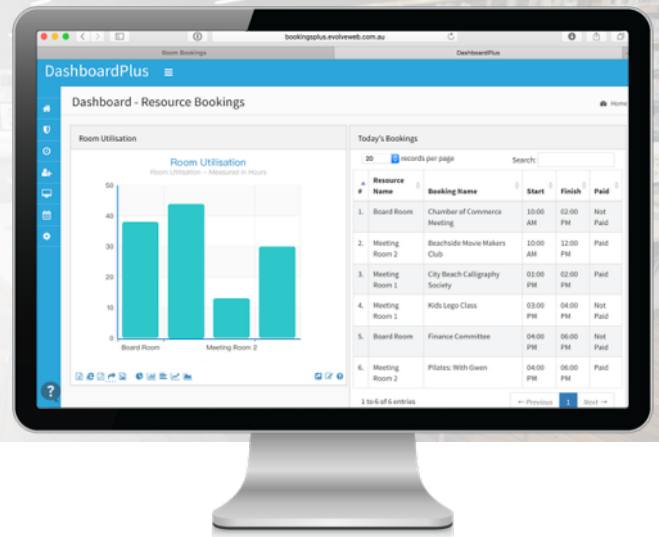 bookingsplus.evolveweb.com.au
Room Bookings
DashboardPlus
DashboardPlus
Dashboard - Resource Bookings
Home
Room Utilisation
Room Utilisation
Room Utilisation - Measured in Hours
50
40
30
20
10
0
Board Room
Meeting Room 2
Today's Bookings
20 records per page
Search:
# Resource Name Booking Name Start Finish Paid
1. Board Room Chamber of Commerce Meeting 10:00 AM 02:00 PM Not Paid
2. Meeting Room 2 Beachside Movie Makers Club 10:00 AM 12:00 PM Paid
3. Meeting Room 1 City Beach Calligraphy Society 01:00 PM 02:00 PM Paid
4. Meeting Room 1 Kids Lego Class 03:00 PM 04:00 PM Not Paid
5. Board Room Finance Committee 04:00 PM 06:00 PM Not Paid
6. Meeting Room 2 Pilates: With Gwen 04:00 PM 06:00 PM Paid
1 to 6 of 6 entries
← Previous 1 Next →
?